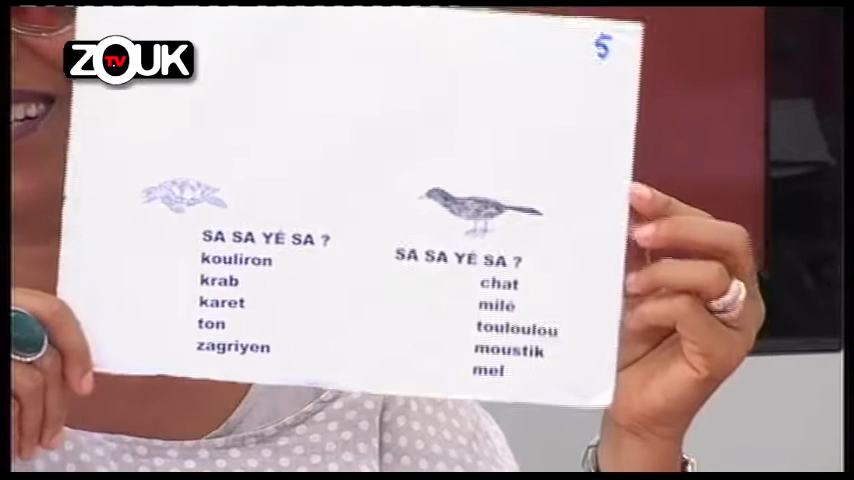 ZOUK
TV
5
SA SA YÉ SA ?
kouliron
krab
karet
ton
zagriyen
SA SA YÉ SA ?
chat
milé
touloulou
moustik
mel